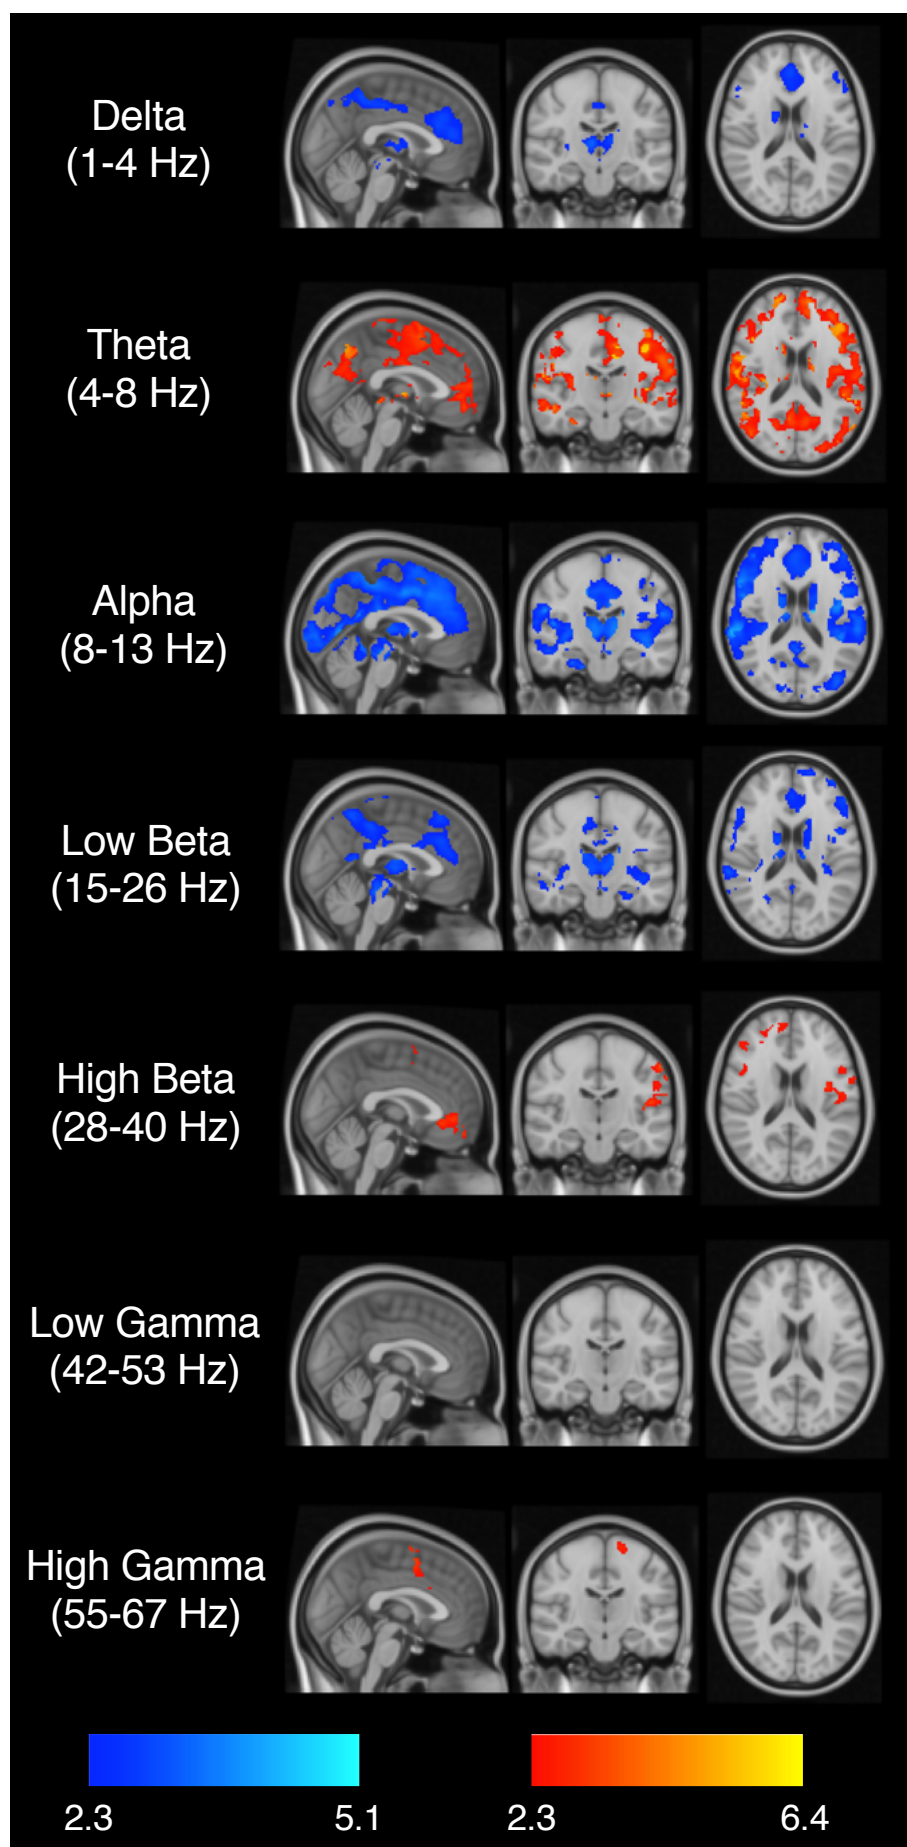 Delta
(1-4 Hz)
Theta
(4-8 Hz)
Alpha
(8-13 Hz)
Low Beta
(15-26 Hz)
High Beta
(28-40 Hz)
Low Gamma
(42-53 Hz)
High Gamma
(55-67 Hz)
2.3 5.1 2.3 6.4